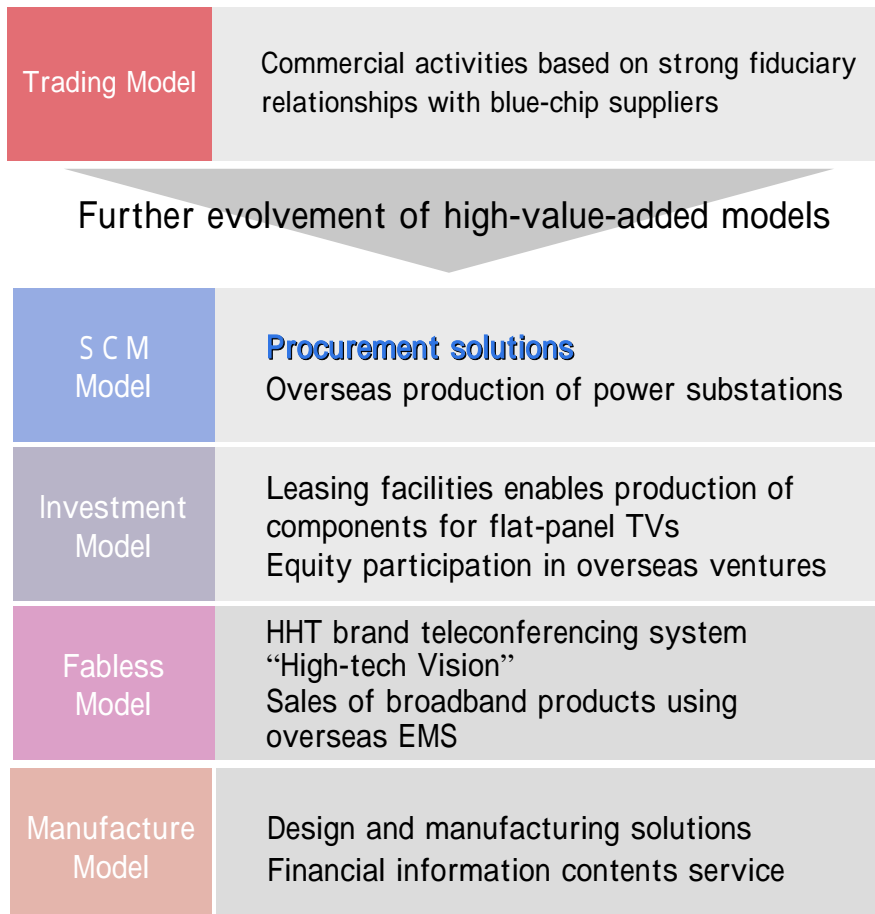 Trading Model
Commercial activities based on strong fiduciary
relationships with blue-chip suppliers
Further evolvement of high-value-added models
S C M
Model
Procurement solutions
Overseas production of power substations
Investment
Model
Leasing facilities enables production of
components for flat-panel TVs
Equity participation in overseas ventures
Fabless
Model
HHT brand teleconferencing system
“High-tech Vision”
Sales of broadband products using
overseas EMS
Manufacture
Model
Design and manufacturing solutions
Financial information contents service